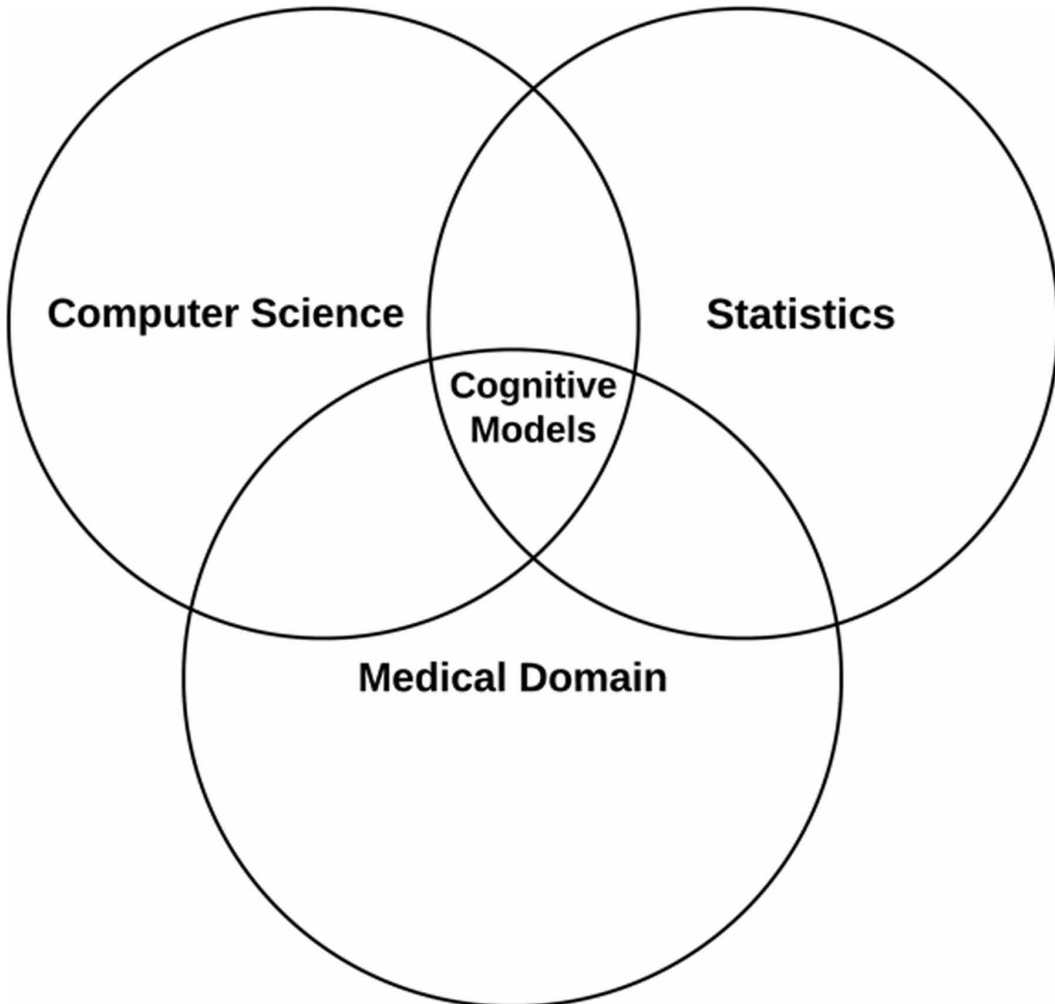 Computer Science
Statistics
Cognitive
Models
Medical Domain